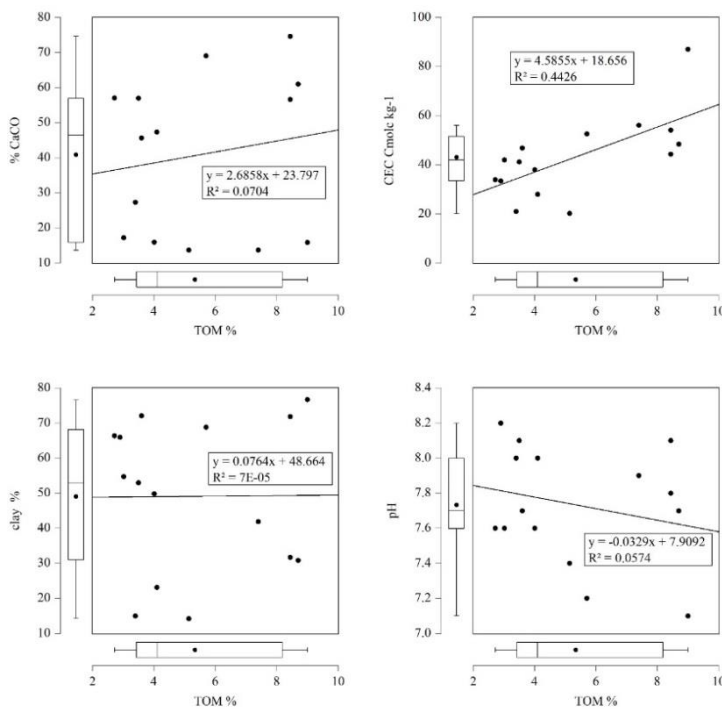 80
70
60
50
40
30
20
10
% CaCO
y = 2.6858x + 23.797
R² = 0.0704
2 4 6 8 10
TOM %
100
80
60
40
20
0
CEC Cmolc kg-1
y = 4.5855x + 18.656
R² = 0.4426
2 4 6 8 10
TOM %
80
70
60
50
40
30
20
10
clay %
y = 0.0764x + 48.664
R² = 7E-05
2 4 6 8 10
TOM %
8.4
8.2
8.0
7.8
7.6
7.4
7.2
7.0
pH
y = -0.0329x + 7.9092
R² = 0.0574
2 4 6 8 10
TOM %